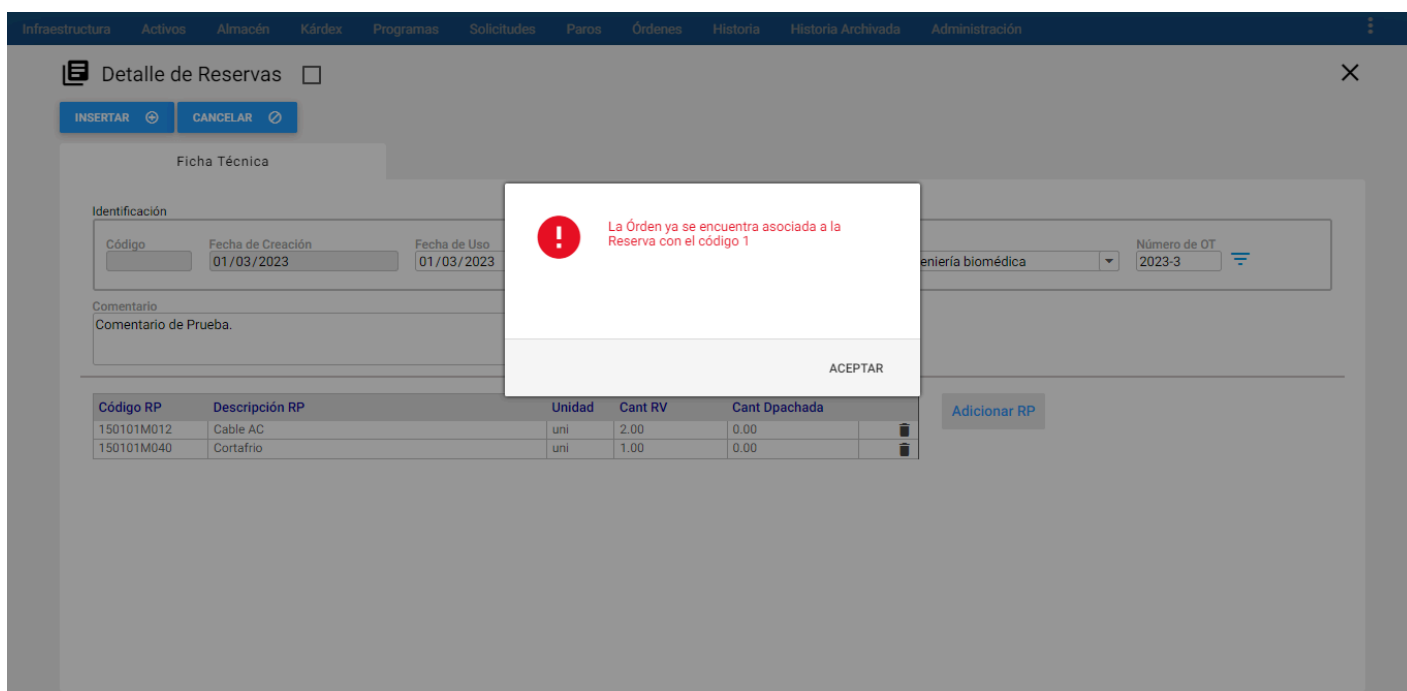 Infraestructura Activos Almacén Kárdex Programas Solicitudes Paros Órdenes Historia Historia Archivada Administración
Detalle de Reservas
INSERTAR CANCELAR
Ficha Técnica
Identificación
Código Fecha de Creación Fecha de Uso Número de OT
01/03/2023 01/03/2023 eniería biomédica 2023-3
La Órden ya se encuentra asociada a la
Reserva con el código 1
ACEPTAR
Comentario
Comentario de Prueba.
Código RP Descripción RP Unidad Cant RV Cant Dpachada
150101M012 Cable AC uni 2.00 0.00
150101M040 Cortafrio uni 1.00 0.00
Adicionar RP